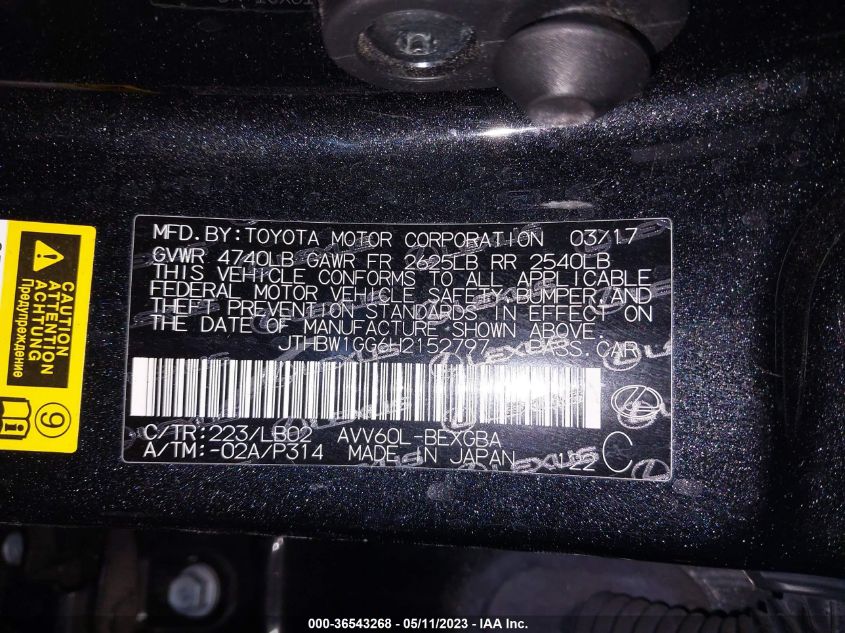 MFD. BY: TOYOTA MOTOR CORPORATION 03/17
GVWR 4740LB GAWR FR 2625LB RR 2540LB
THIS VEHICLE CONFORMS TO ALL APPLICABLE
FEDERAL MOTOR VEHICLE SAFETY, BUMPER, AND
THEFT PREVENTION STANDARDS IN EFFECT ON
THE DATE OF MANUFACTURE SHOWN ABOVE.
JTHBW1GG6H2152797 PASS.CAR
C/TR:223/LB02 AVV60L-BEXGBA
A/TM:-02A/P314 MADE IN JAPAN
C
CAUTION
ATTENTION
ACHTUNG
Предупреждение
9
000-36543268 - 05/11/2023 - IAA Inc.